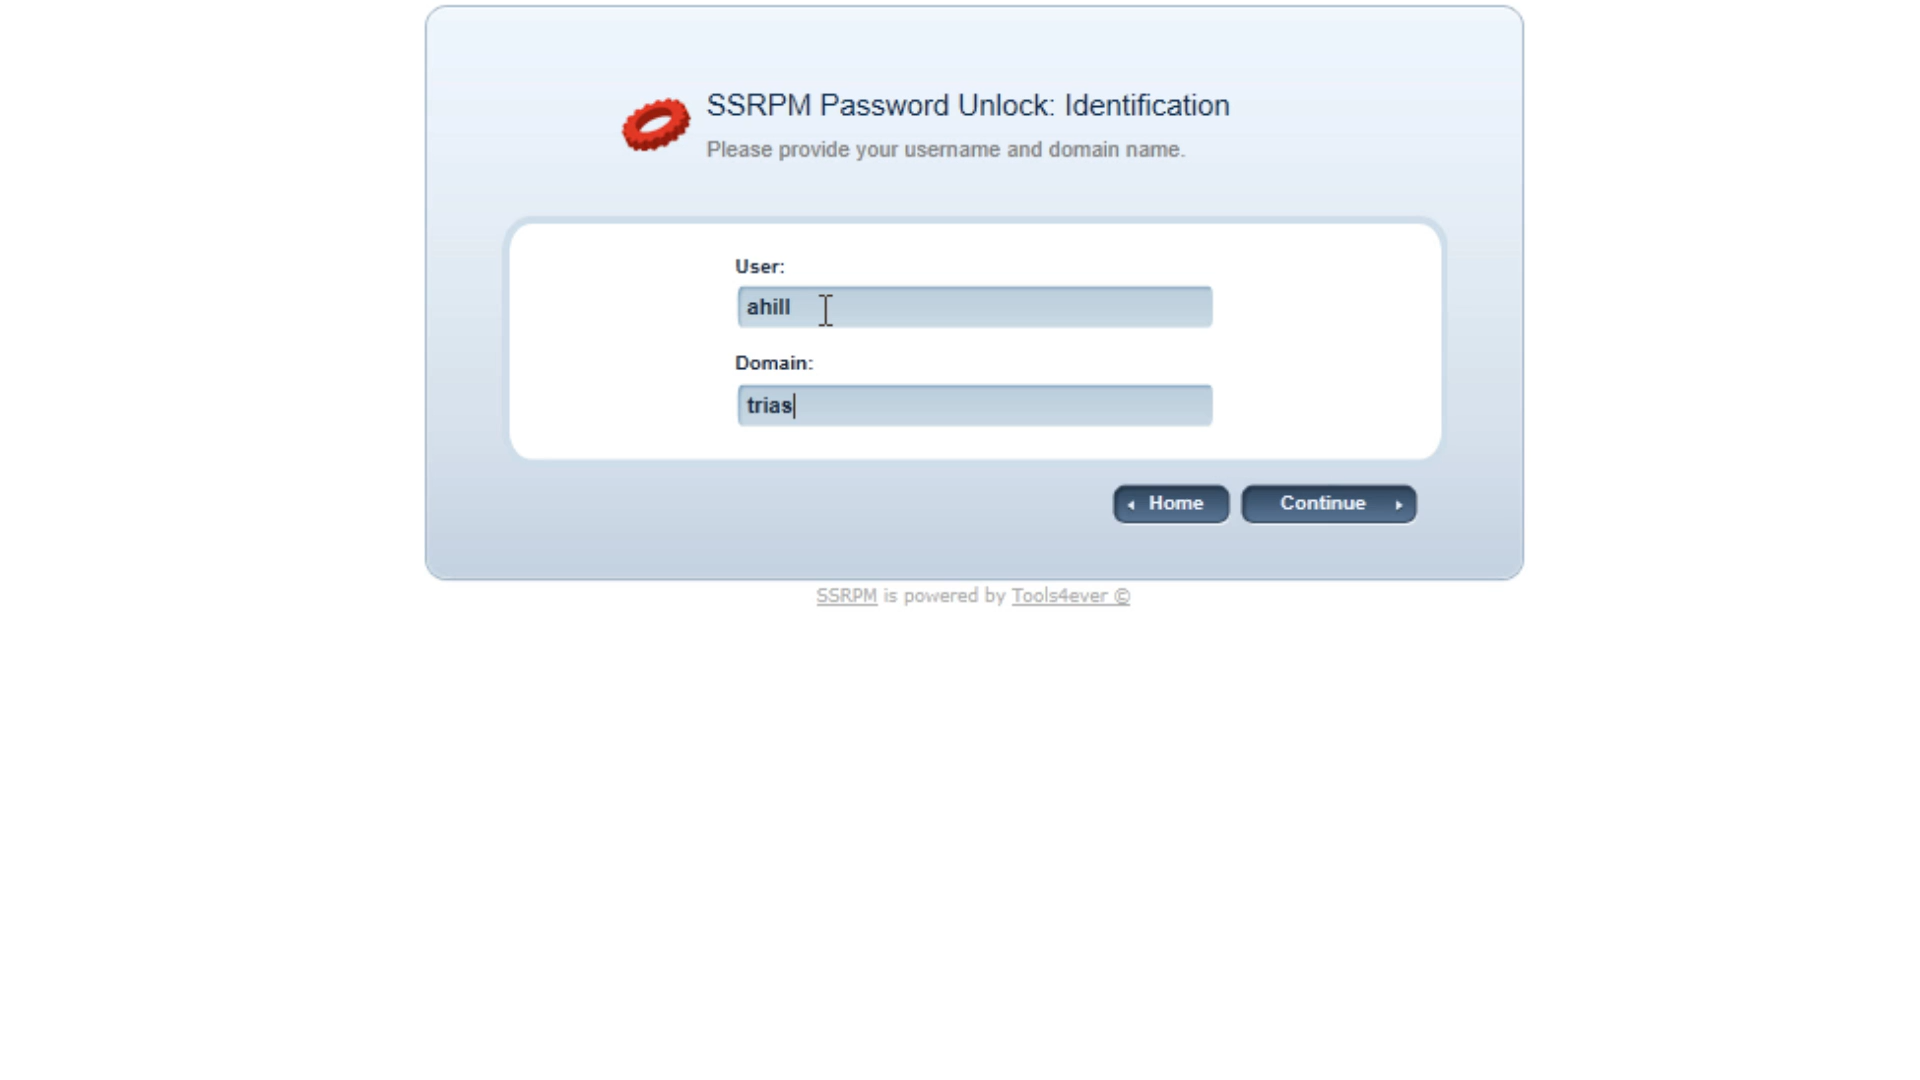 SSRPM Password Unlock: Identification
Please provide your username and domain name.
User:
ahill
Domain:
trias
Home
Continue
SSRPM is powered by Tools4ever ©